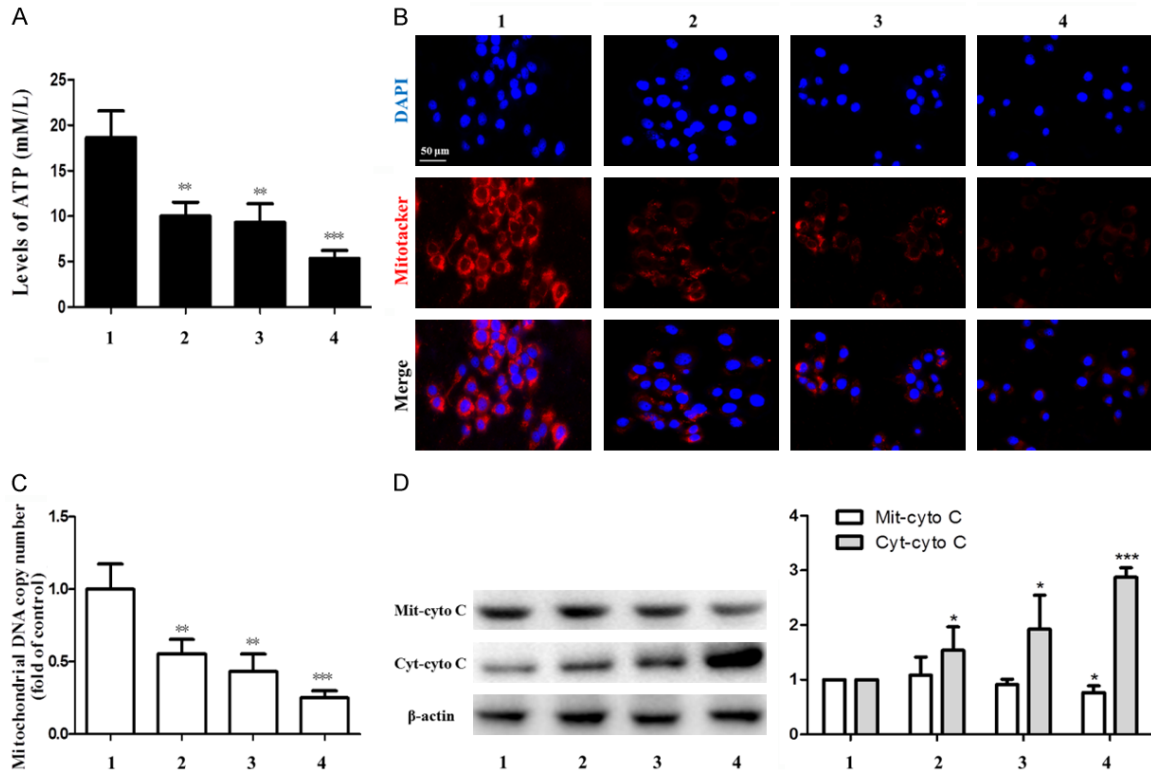 A
Levels of ATP (mM/L)
25
20
15
10
5
0
**
**
***
1 2 3 4
B
1 2 3 4
DAPI
50 μm
Mitotacker
Merge
C
Mitochondrial DNA copy number
(fold of control)
1.5
1.0
0.5
0.0
**
**
***
1 2 3 4
D
Mit-cyto C
Cyt-cyto C
β-actin
1 2 3 4
Mit-cyto C
Cyt-cyto C
4
3
2
1
0
*
*
*
***
1 2 3 4